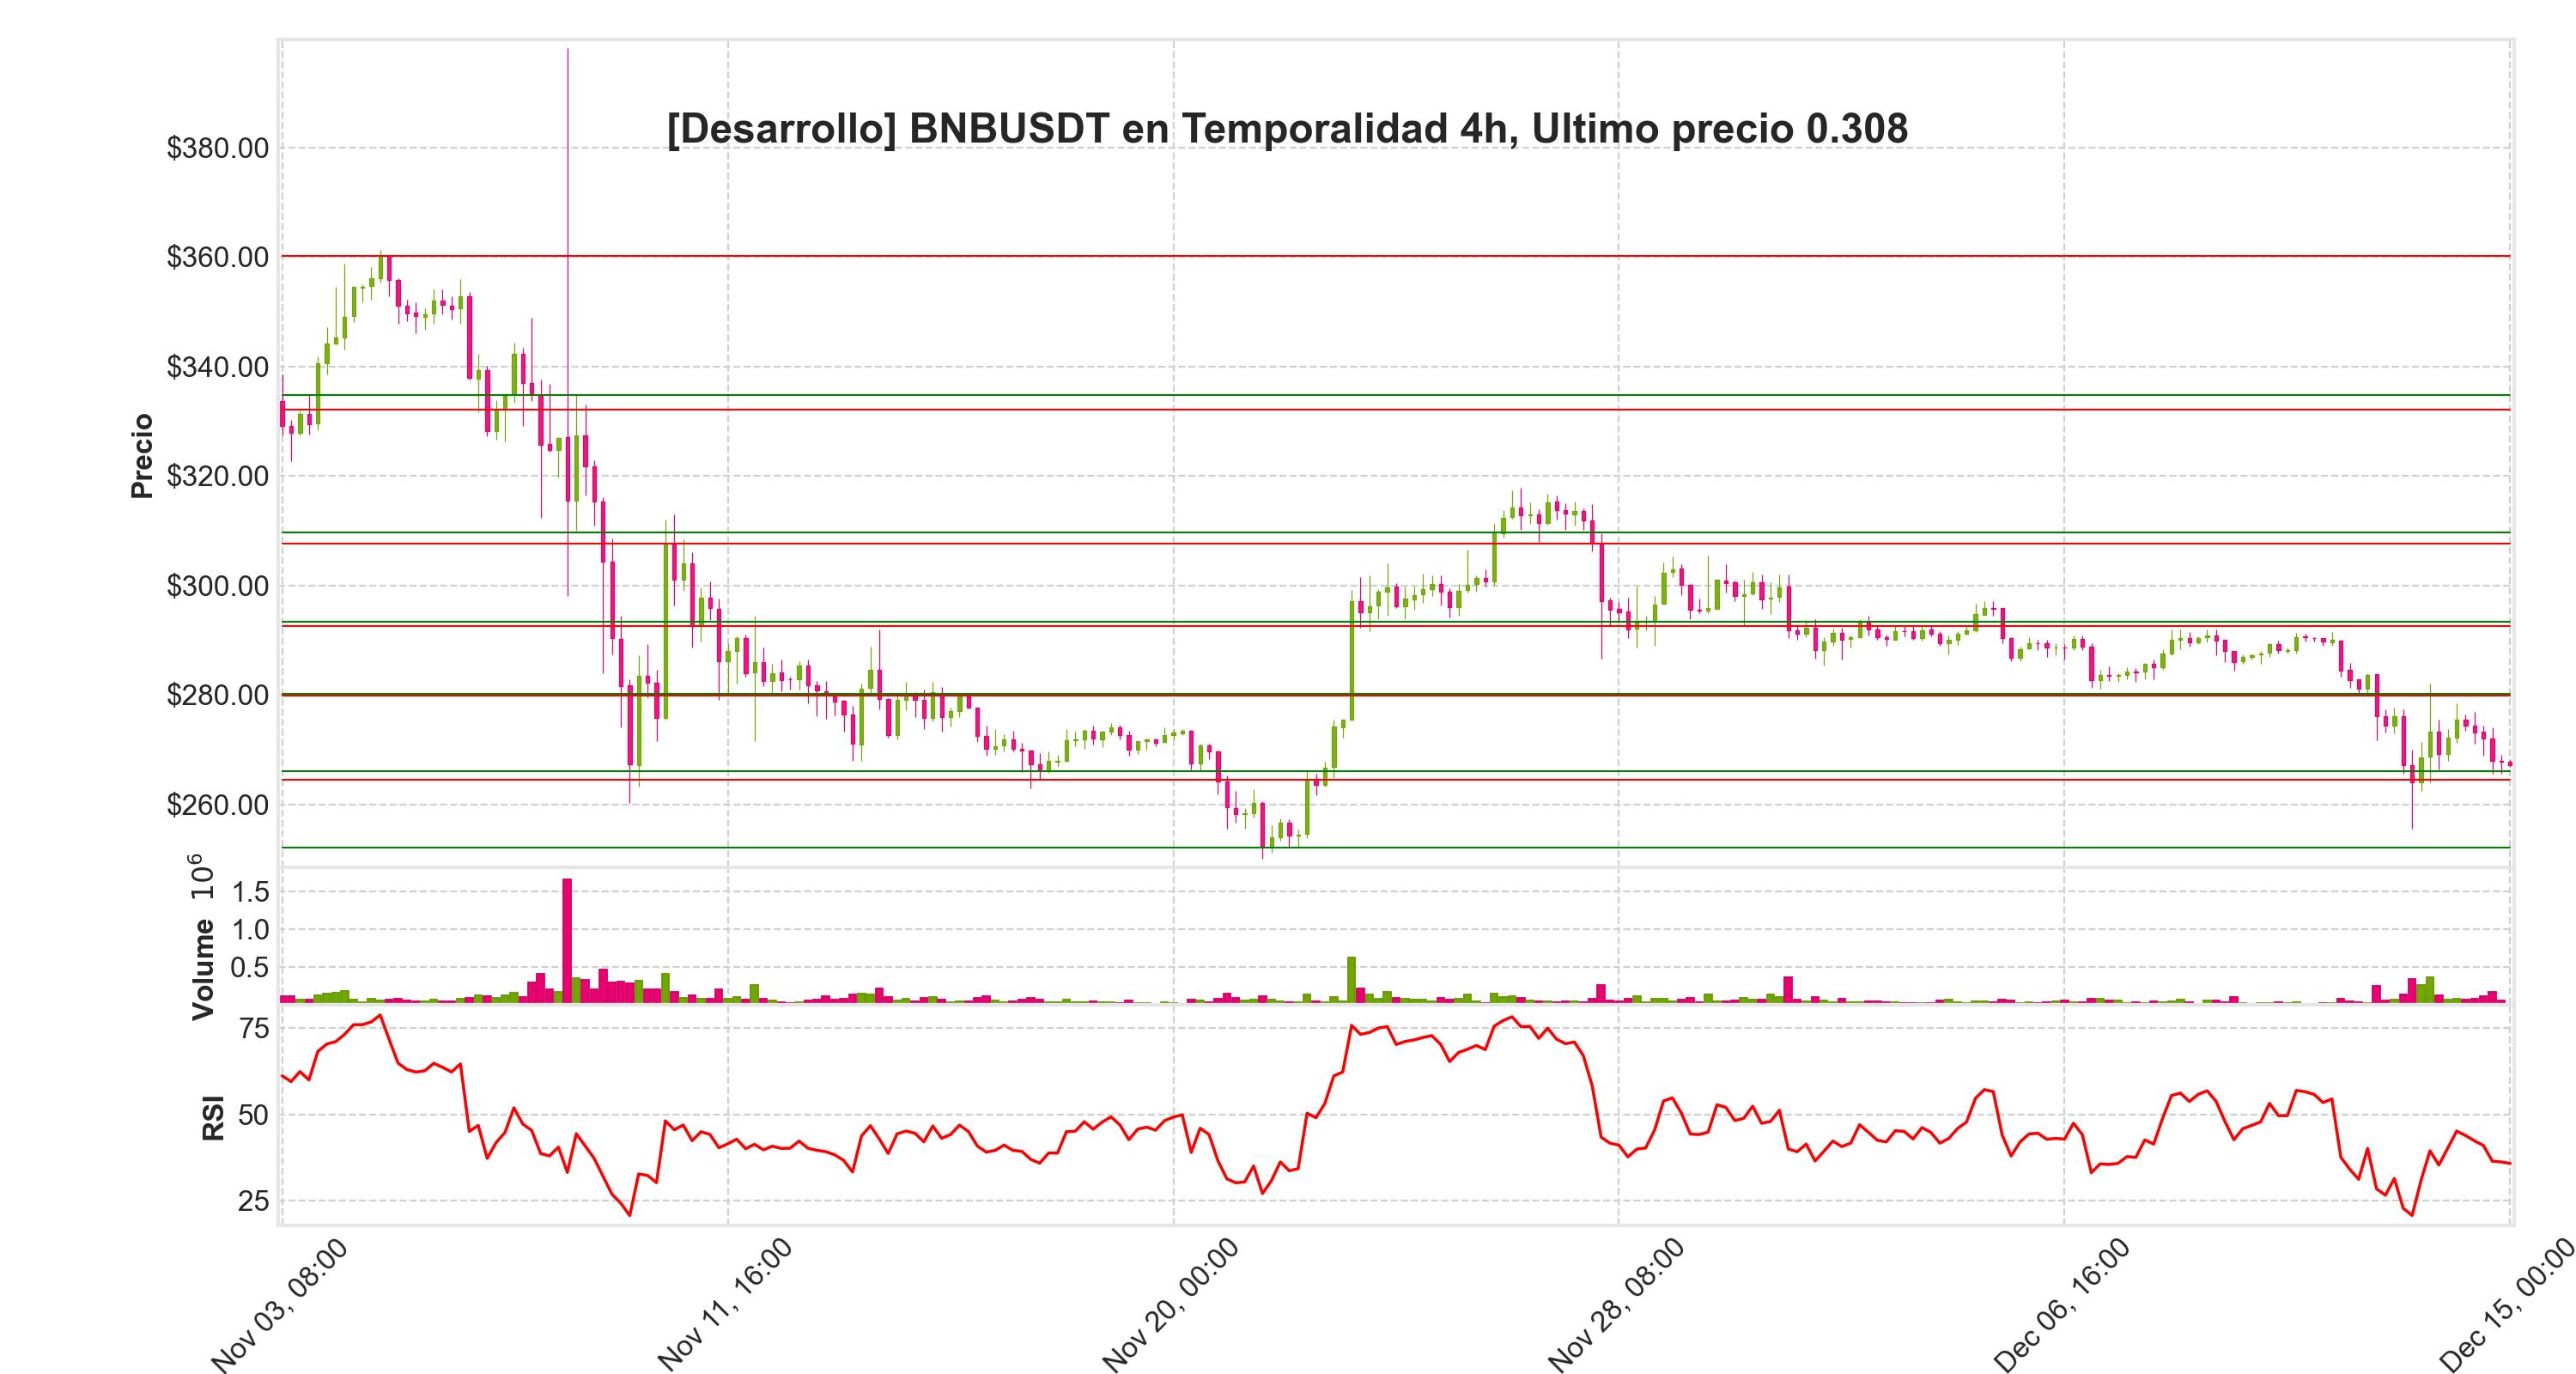 [Desarrollo] BNBUSDT en Temporalidad 4h, Ultimo precio 0.308
$380.00
$360.00
$340.00
$320.00
$300.00
$280.00
$260.00
Precio
1.5
1.0
0.5
Volume 10⁶
75
50
25
RSI
Nov 03, 08:00
Nov 11, 16:00
Nov 20, 00:00
Nov 28, 08:00
Dec 06, 16:00
Dec 15, 00:00